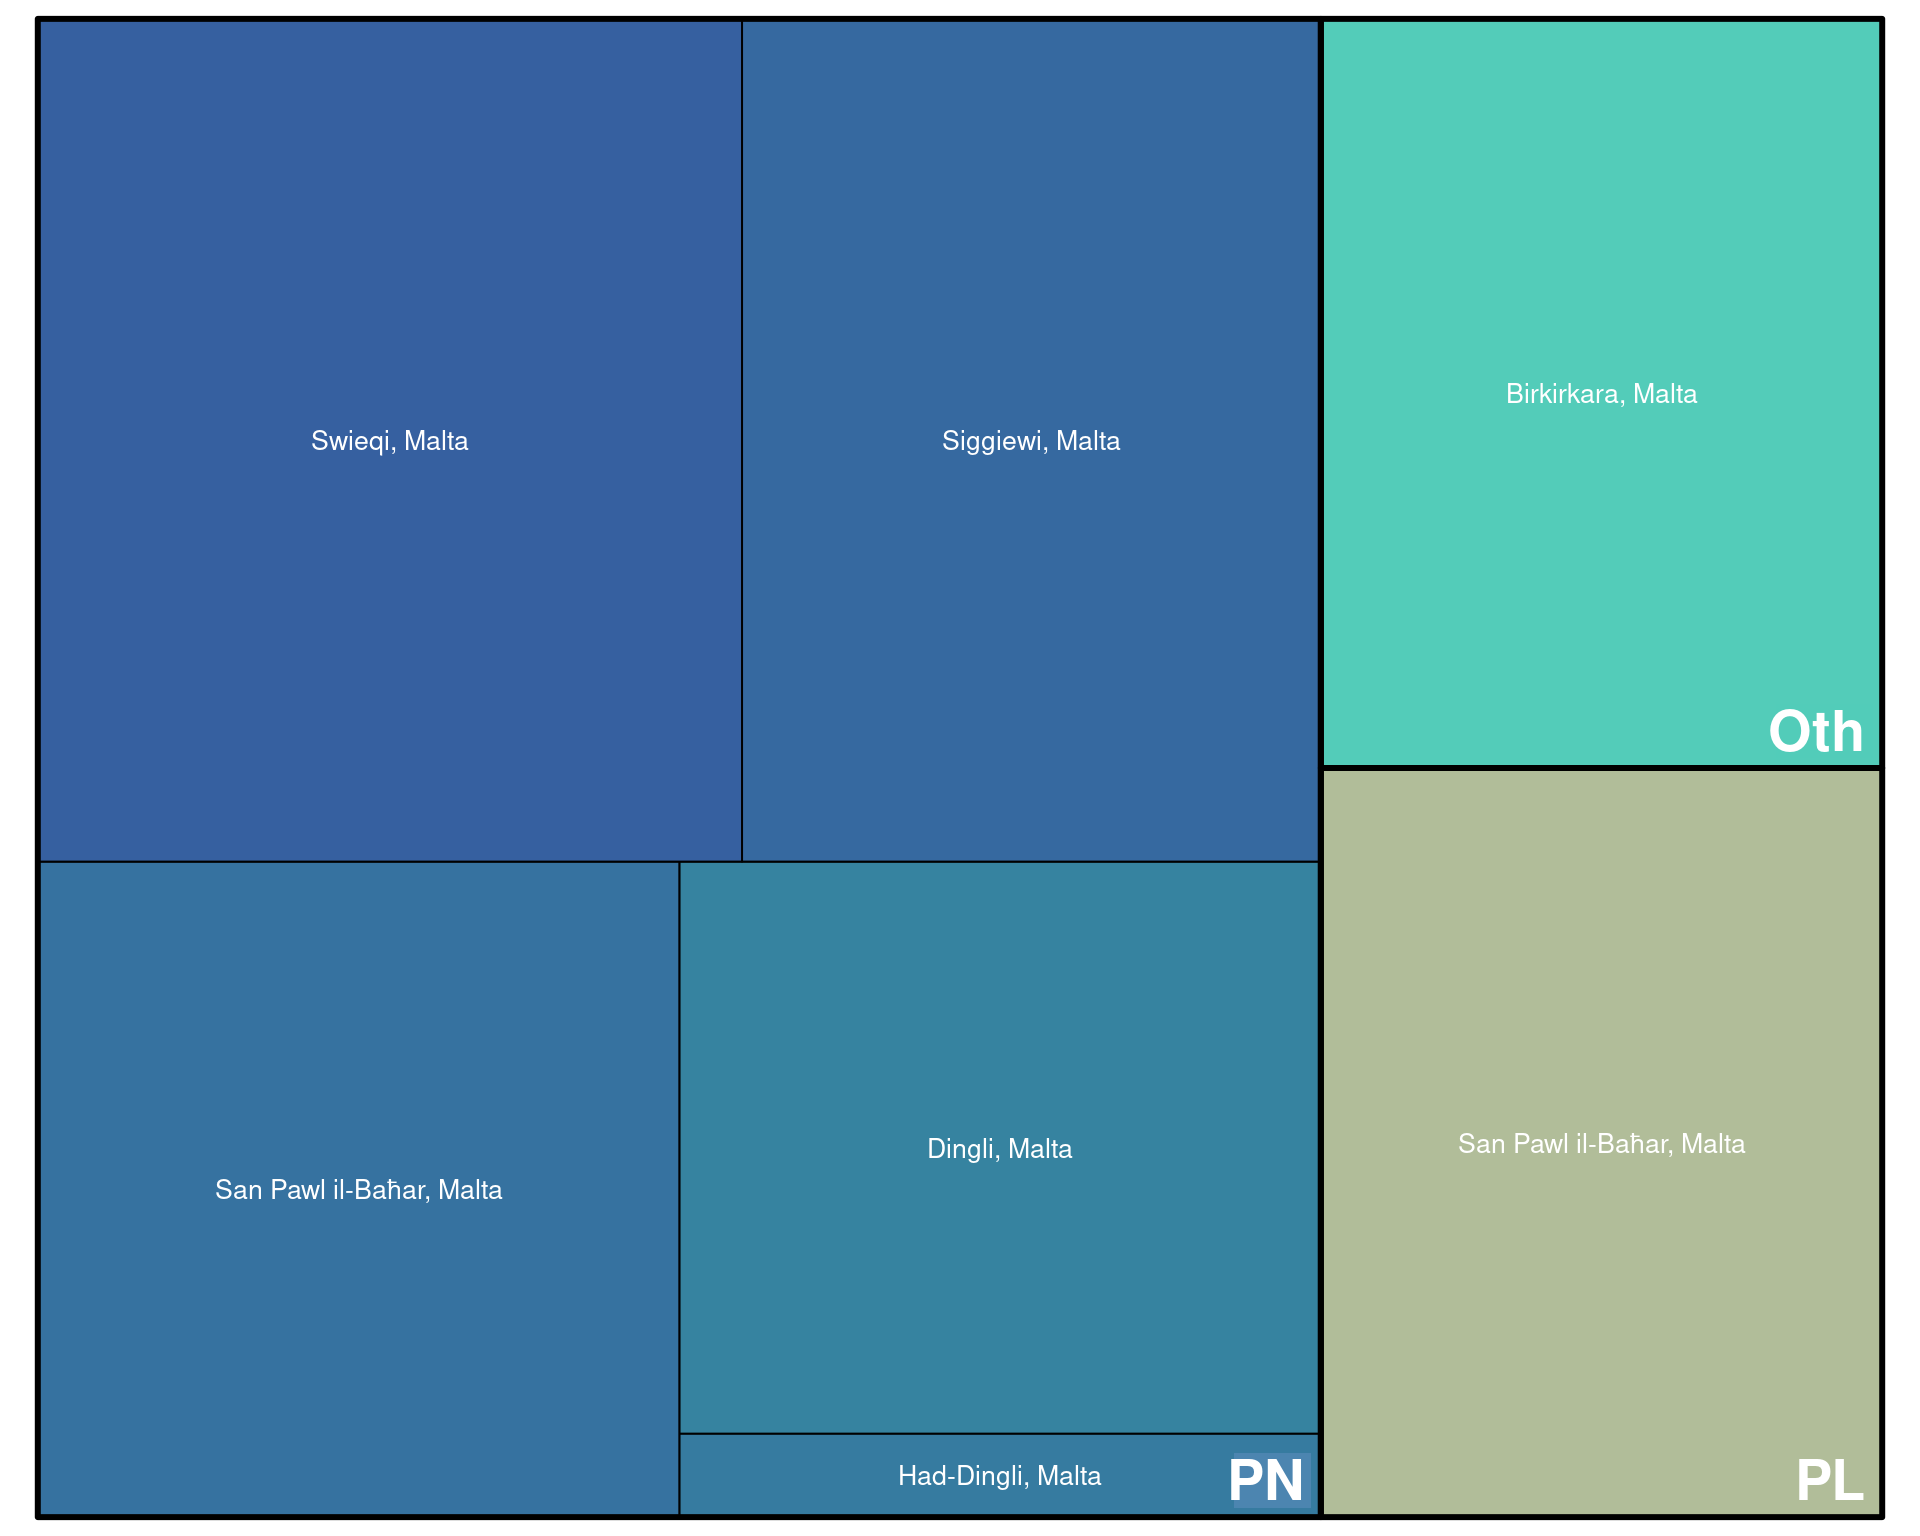 Swieqi, Malta
Siggiewi, Malta
Birkirkara, Malta
Oth
San Pawl il-Baħar, Malta
Dingli, Malta
Had-Dingli, Malta
PN
San Pawl il-Baħar, Malta
PL